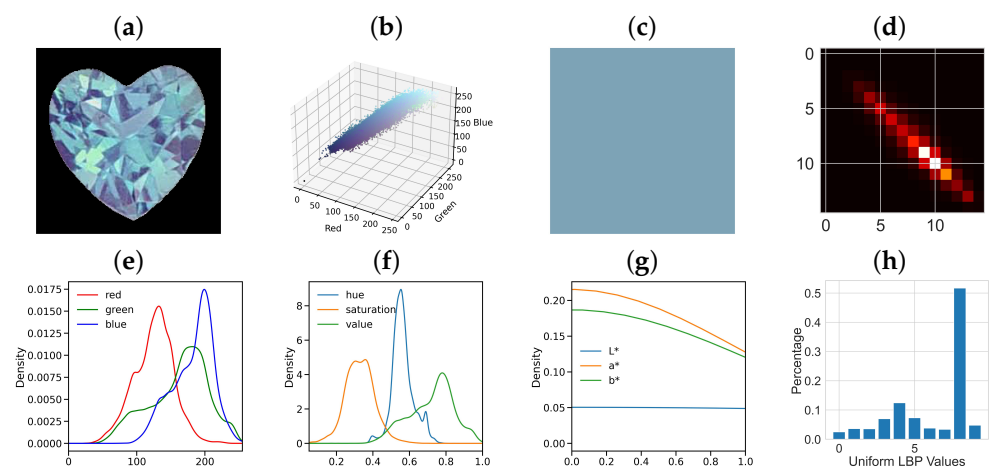 (a)
(b)
(c)
(d)
250
200
150
100
50
0
Blue
0
50
100
150
200
250
Red
0
50
100
150
200
250
Green
0
5
10
0
5
10
(e)
(f)
(g)
(h)
Density
0.0175
0.0150
0.0125
0.0100
0.0075
0.0050
0.0025
0.0000
red
green
blue
0
100
200
Density
8
6
4
2
0
hue
saturation
value
0.2
0.4
0.6
0.8
1.0
Density
0.20
0.15
0.10
0.05
0.00
L*
a*
b*
0.0
0.2
0.4
0.6
0.8
1.0
Percentage
0.5
0.4
0.3
0.2
0.1
0.0
0
5
Uniform LBP Values